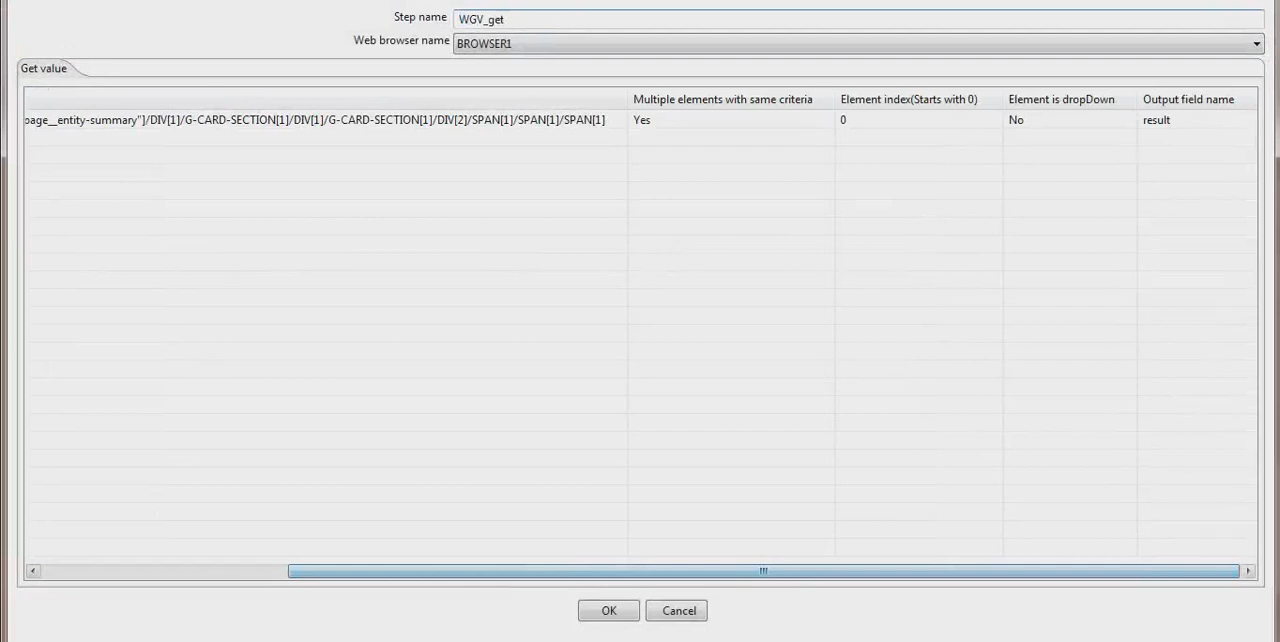 Step name WGV_get
Web browser name BROWSER1
Get value
Multiple elements with same criteria Element index(Starts with 0) Element is dropDown Output field name
page__entity-summary"]/DIV[1]/G-CARD-SECTION[1]/DIV[1]/G-CARD-SECTION[1]/DIV[2]/SPAN[1]/SPAN[1]/SPAN[1] Yes 0 No result
OK Cancel